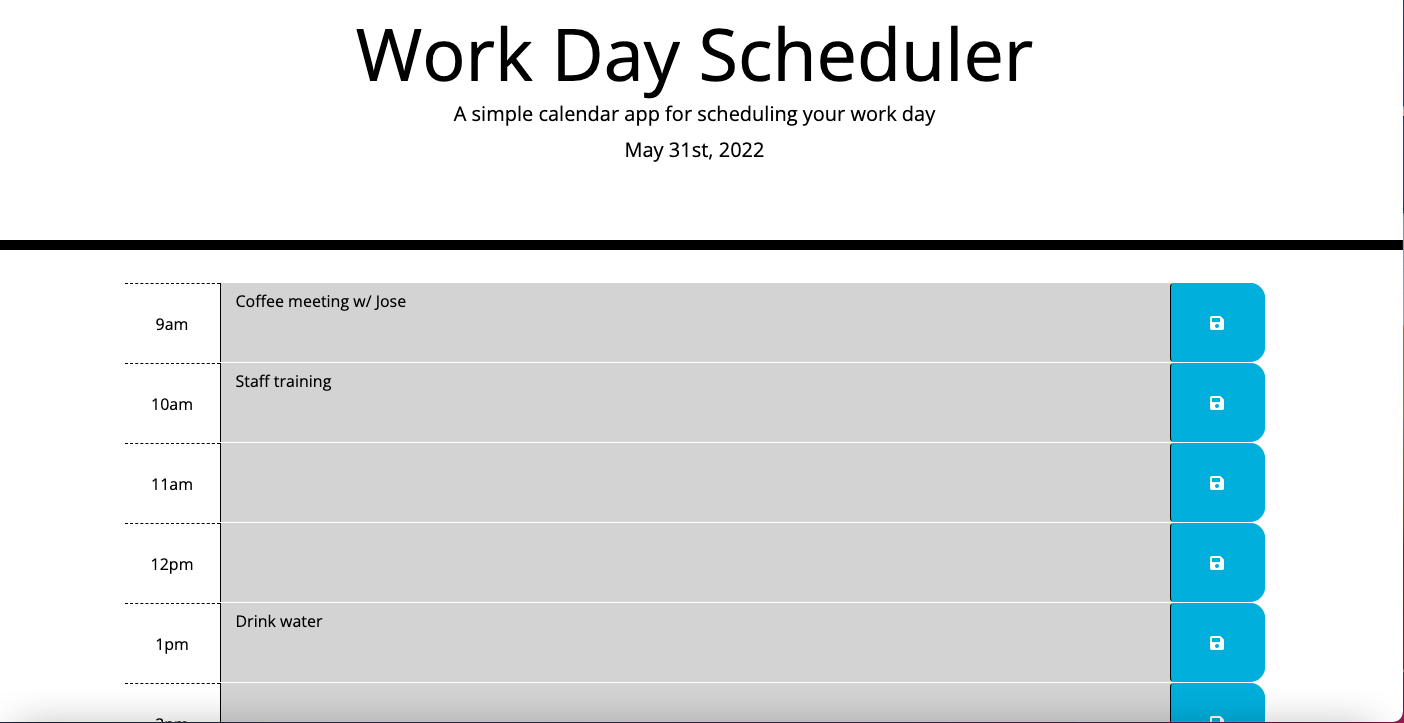 Work Day Scheduler
A simple calendar app for scheduling your work day
May 31st, 2022
9am
Coffee meeting w/ Jose
10am
Staff training
11am
12pm
1pm
Drink water